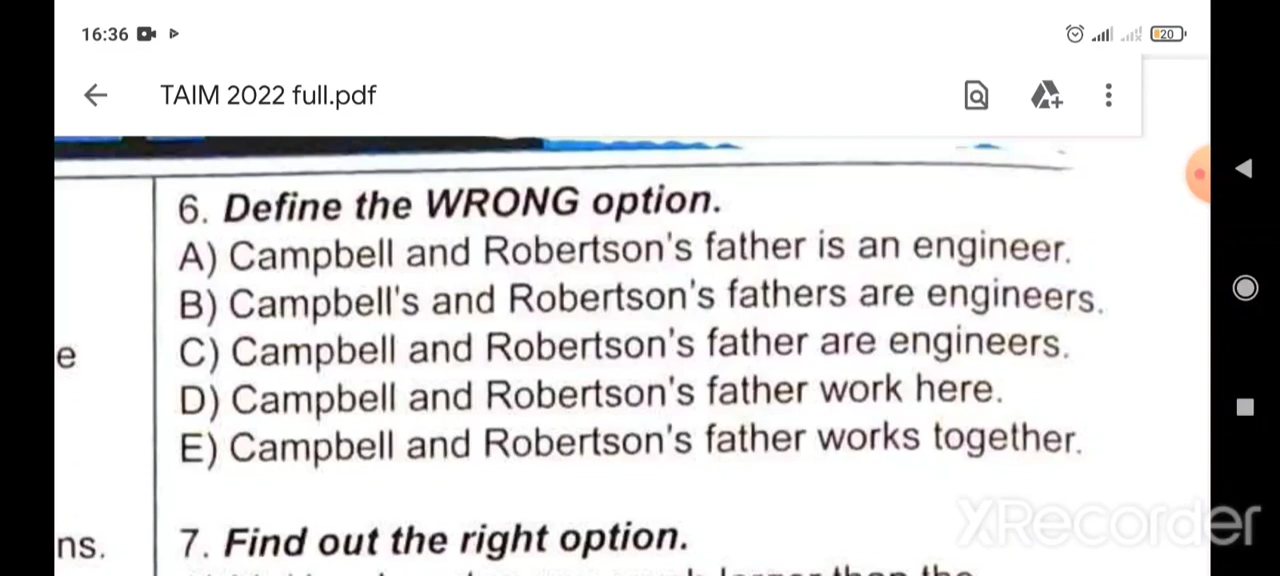 16:36
20
TAIM 2022 full.pdf
6. Define the WRONG option.
A) Campbell and Robertson's father is an engineer.
B) Campbell's and Robertson's fathers are engineers.
e
C) Campbell and Robertson's father are engineers.
D) Campbell and Robertson's father work here.
E) Campbell and Robertson's father works together.
ns.
7. Find out the right option.
XRecorder